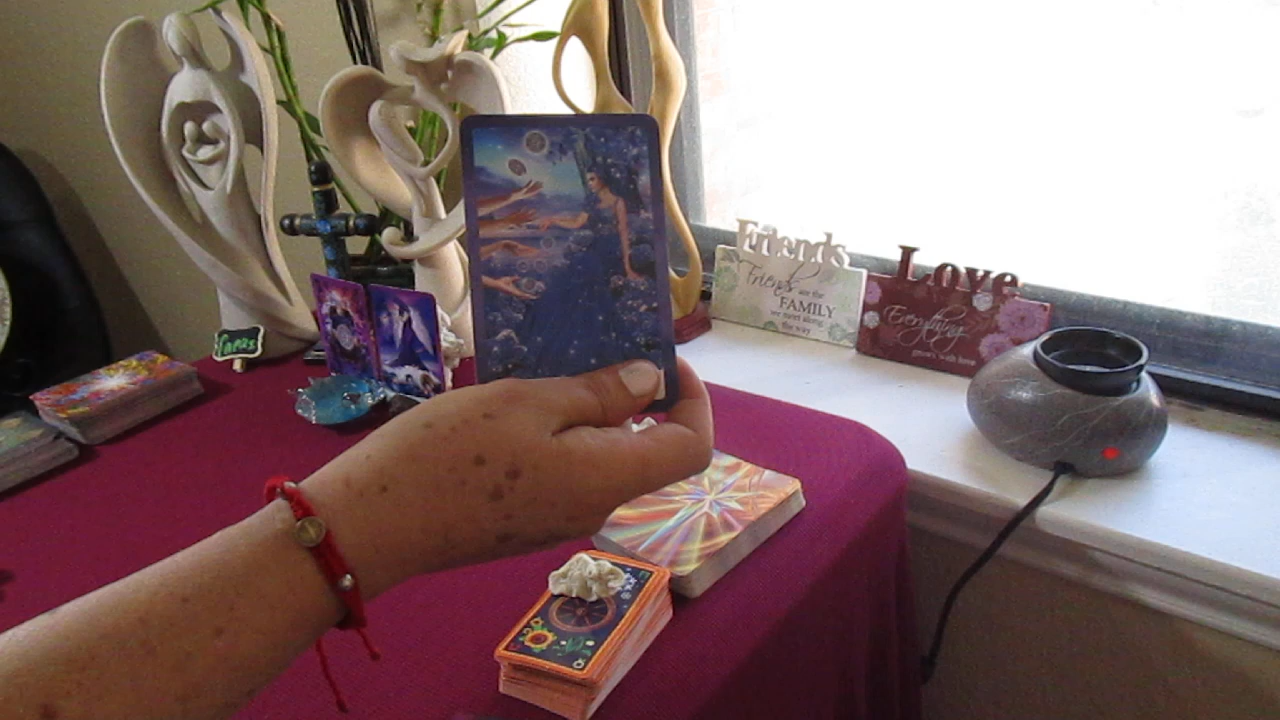 Friends
Friends
are the
FAMILY
we meet along
the way
Love
Everything
grows with love